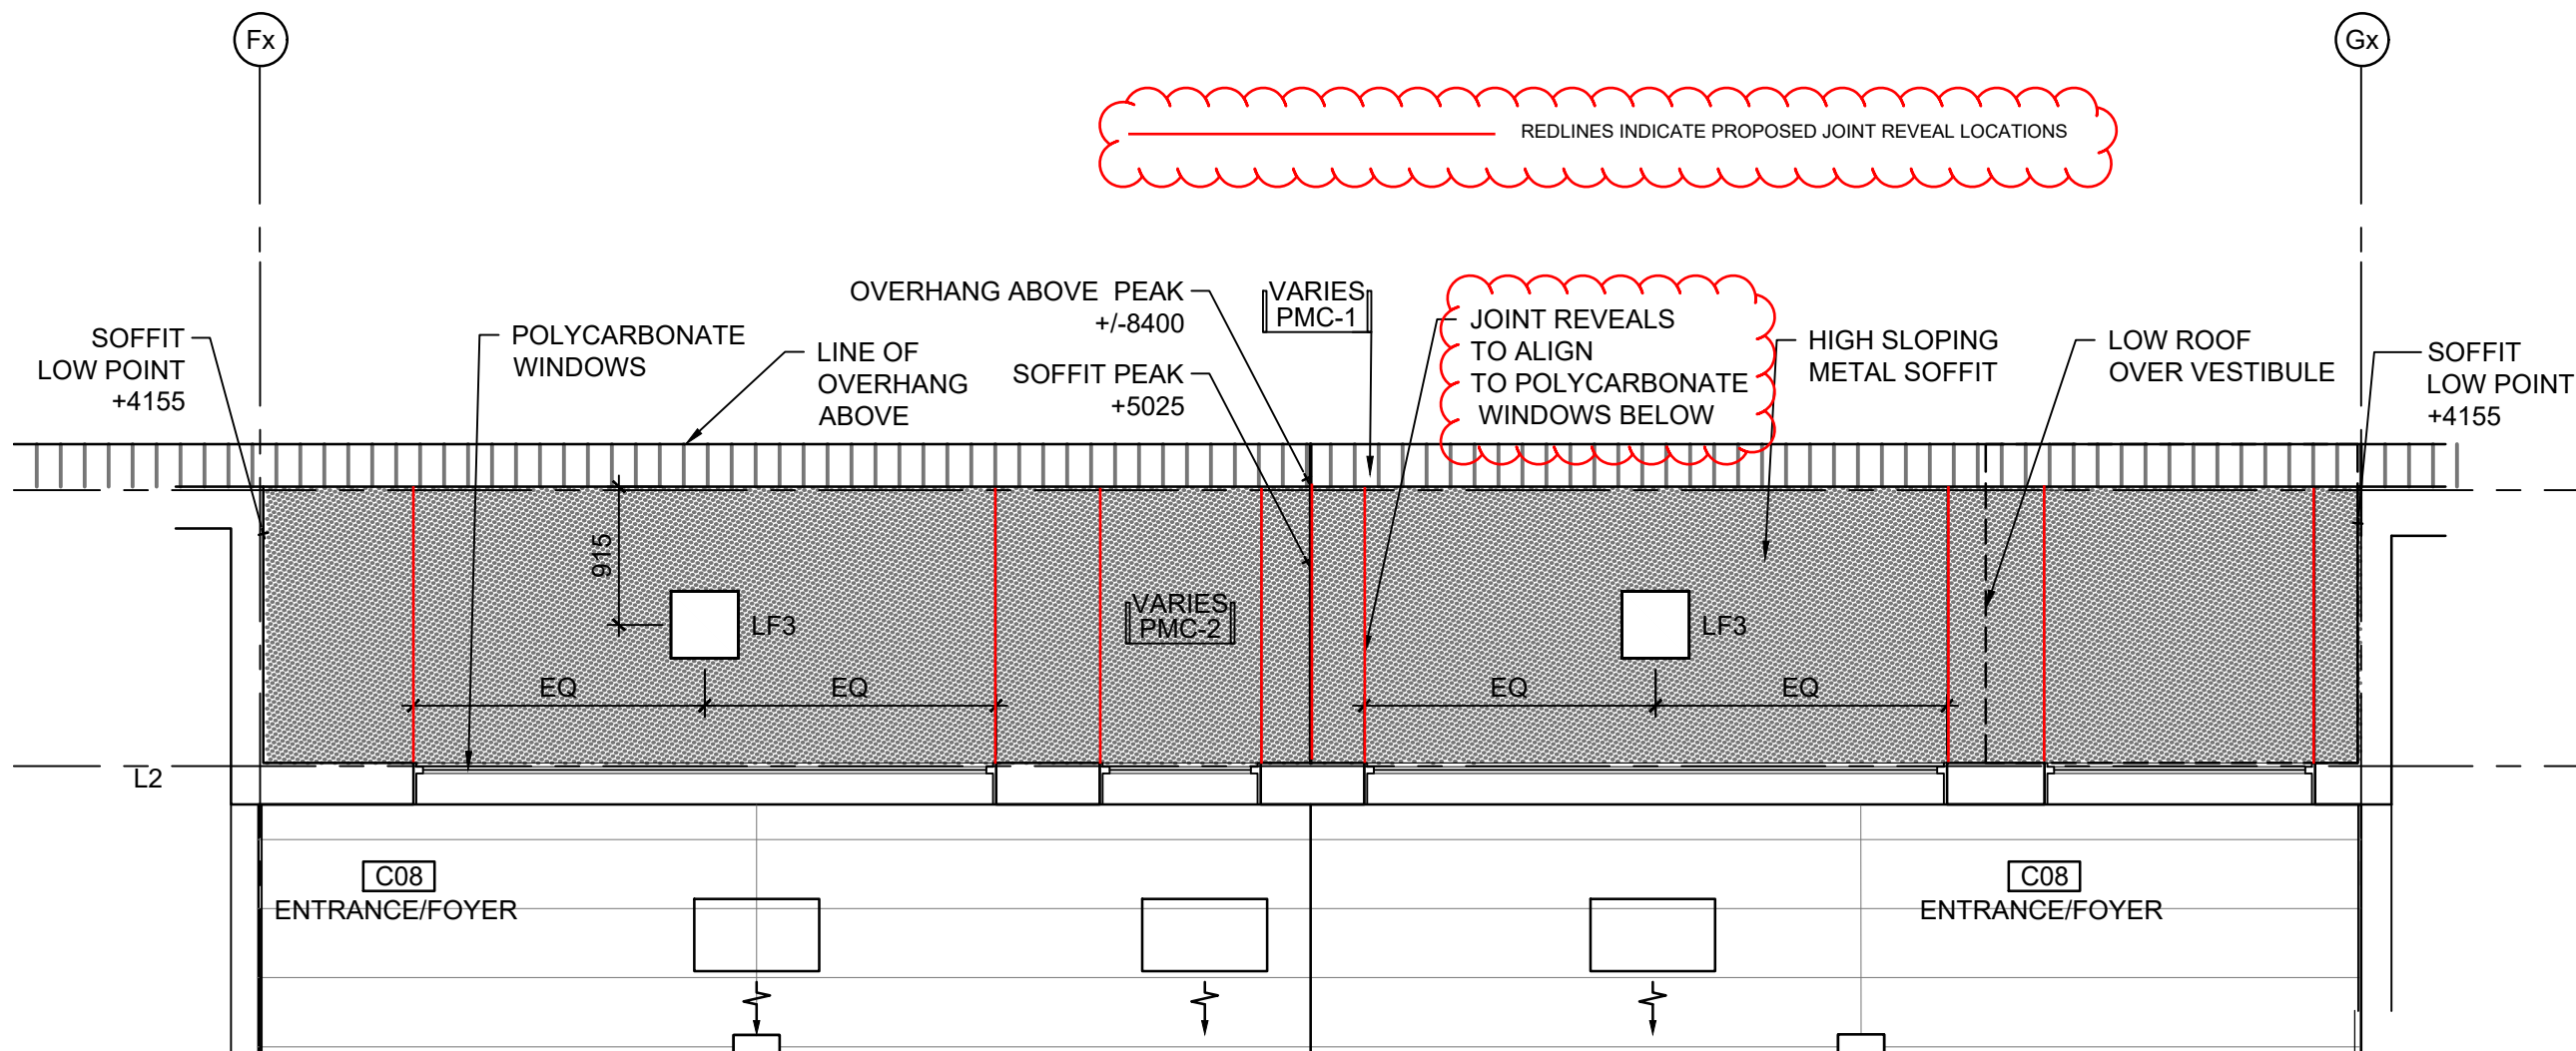 Fx
Gx
REDLINES INDICATE PROPOSED JOINT REVEAL LOCATIONS
SOFFIT
LOW POINT
+4155
POLYCARBONATE
WINDOWS
LINE OF
OVERHANG
ABOVE
OVERHANG ABOVE PEAK
+/-8400
SOFFIT PEAK
+5025
VARIES
PMC-1
JOINT REVEALS
TO ALIGN
TO POLYCARBONATE
WINDOWS BELOW
HIGH SLOPING
METAL SOFFIT
LOW ROOF
OVER VESTIBULE
SOFFIT
LOW POINT
+4155
915
LF3
VARIES
PMC-2
LF3
EQ
EQ
EQ
EQ
L2
C08
ENTRANCE/FOYER
C08
ENTRANCE/FOYER